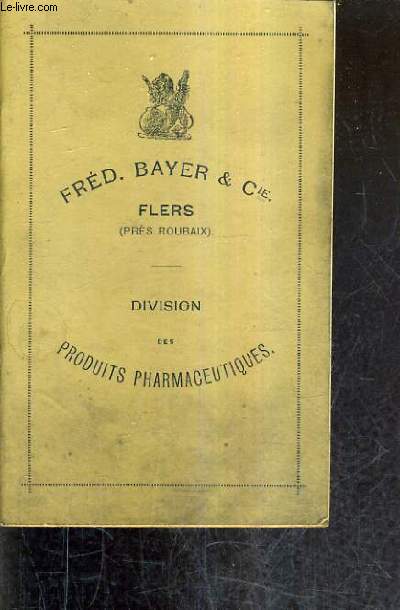 Le-livre.com
FRÉD. BAYER & CIE.
FLERS
(PRÈS ROUBAIX)
DIVISION
DES
PRODUITS PHARMACEUTIQUES.